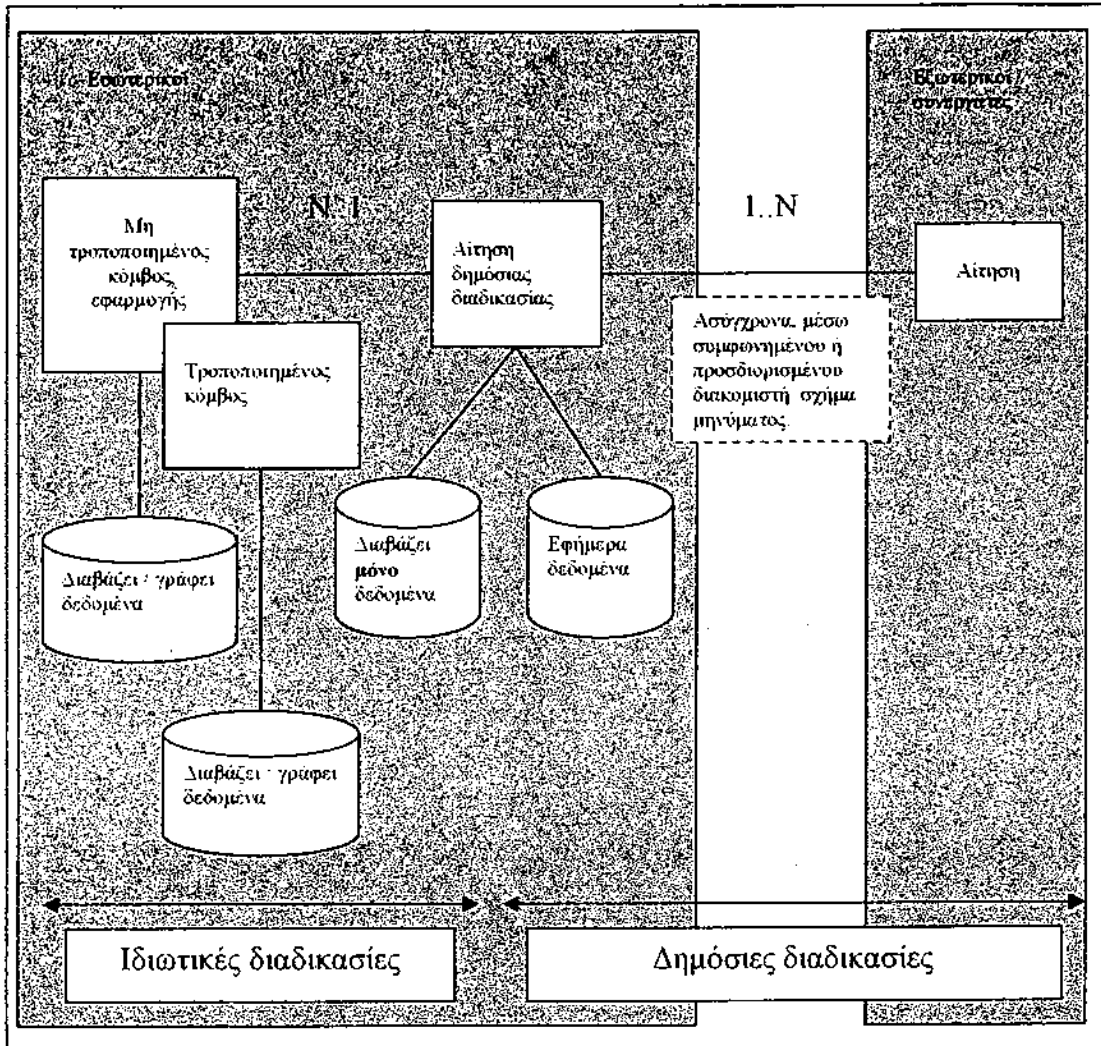 Εσωτερικοί
Εξωτερικοί /
συνεργάτες
Μη
τροποποιημένος
κόμβος
εφαρμογής
N..1
Αίτηση
δημόσιας
διαδικασίας
1..N
Αίτηση
Τροποποιημένος
κόμβος
Ασύγχρονα, μέσω
συμφωνημένου ή
προσδιορισμένου
διακομιστή σχήμα
μηνύματος.
Διαβάζει / γράφει
δεδομένα
Διαβάζει
μόνο
δεδομένα
Εφήμερα
δεδομένα
Διαβάζει / γράφει
δεδομένα
Ιδιωτικές διαδικασίες
Δημόσιες διαδικασίες